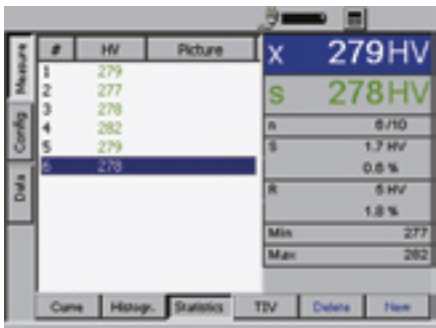 # HV Picture
1 279
2 277
3 278
4 282
5 279
6 278
Measure
Config
Data
X 279HV
S 278HV
n 6/10
S 1.7 HV
0.6 %
R 5 HV
1.8 %
Min 277
Max 282
Curve Histogr. Statistics TIV Delete New